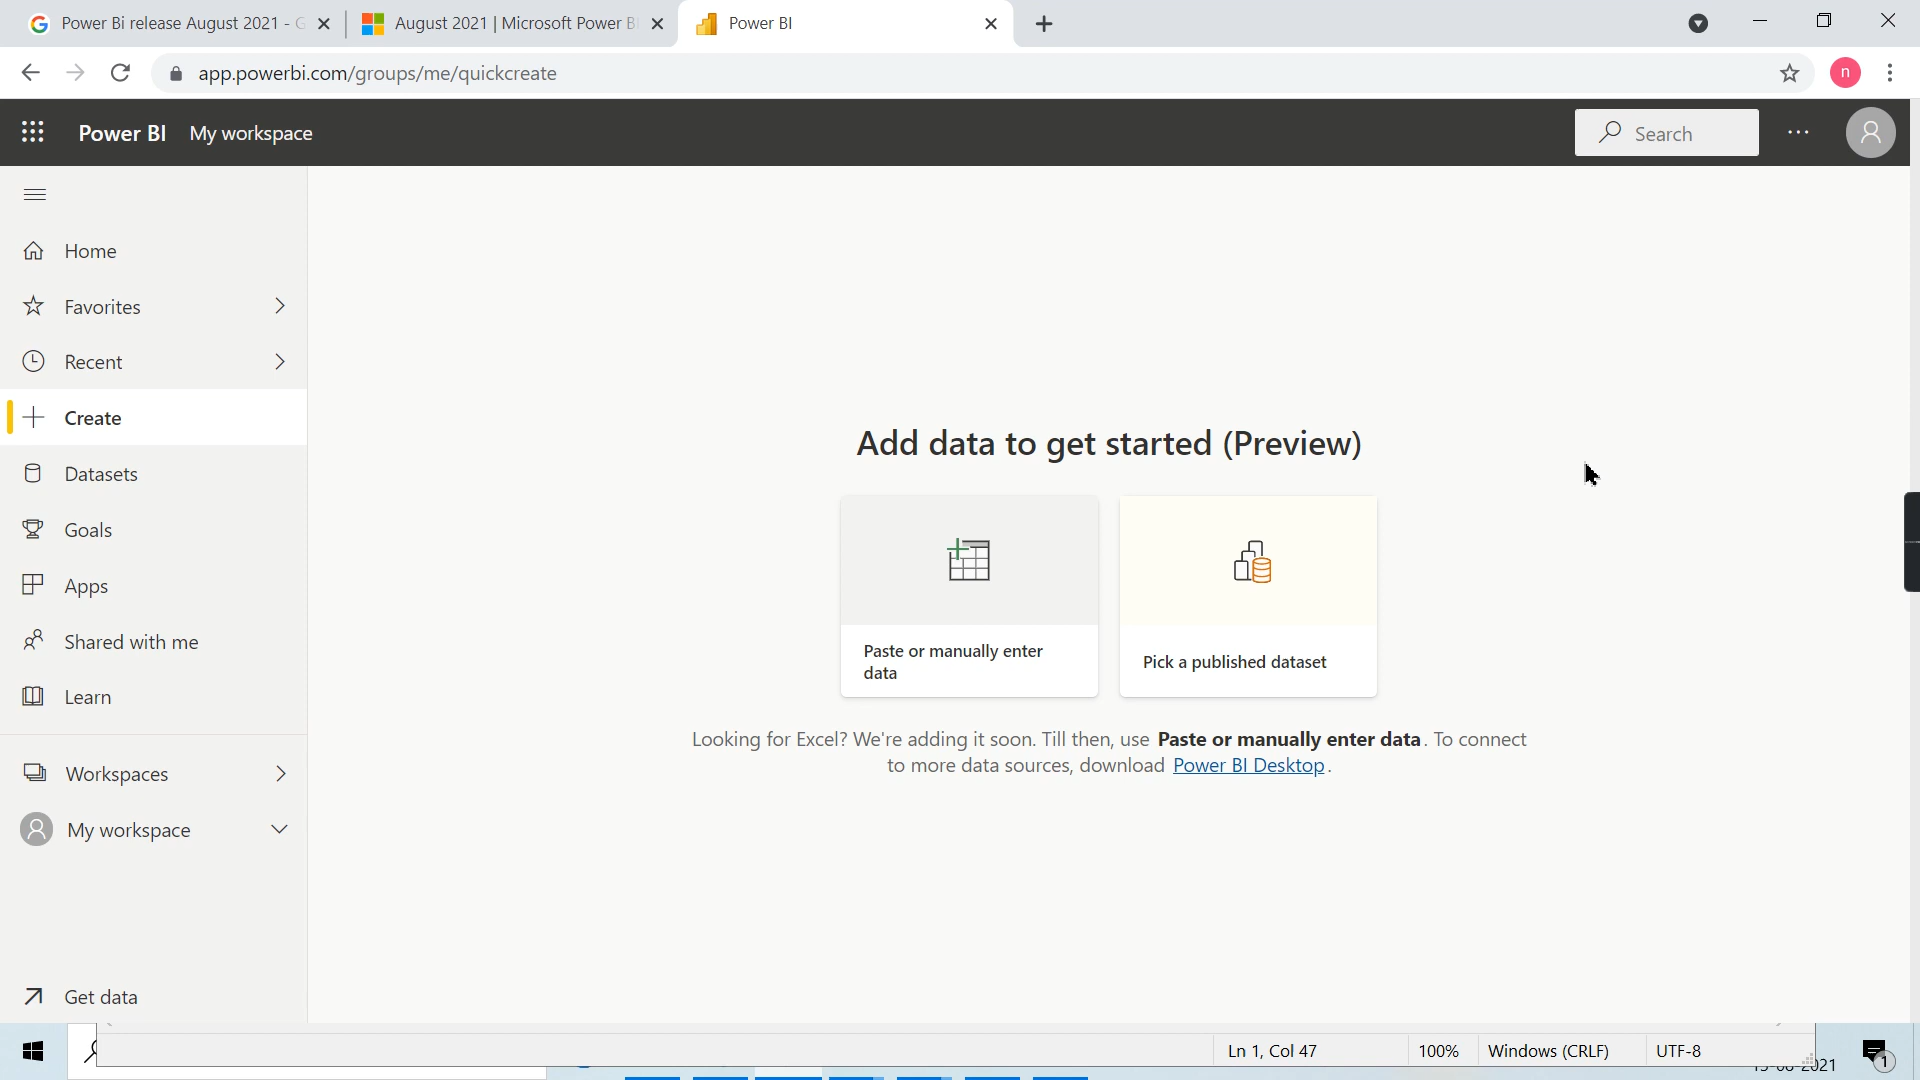 Power Bi release August 2021 - G
August 2021 | Microsoft Power B
Power BI
app.powerbi.com/groups/me/quickcreate
n
Power BI My workspace
Search
Home
Favorites
Recent
Create
Datasets
Goals
Apps
Shared with me
Learn
Workspaces
My workspace
Get data
Add data to get started (Preview)
Paste or manually enter
data
Pick a published dataset
Looking for Excel? We're adding it soon. Till then, use Paste or manually enter data. To connect
to more data sources, download Power BI Desktop.
Ln 1, Col 47
100%
Windows (CRLF)
UTF-8
1